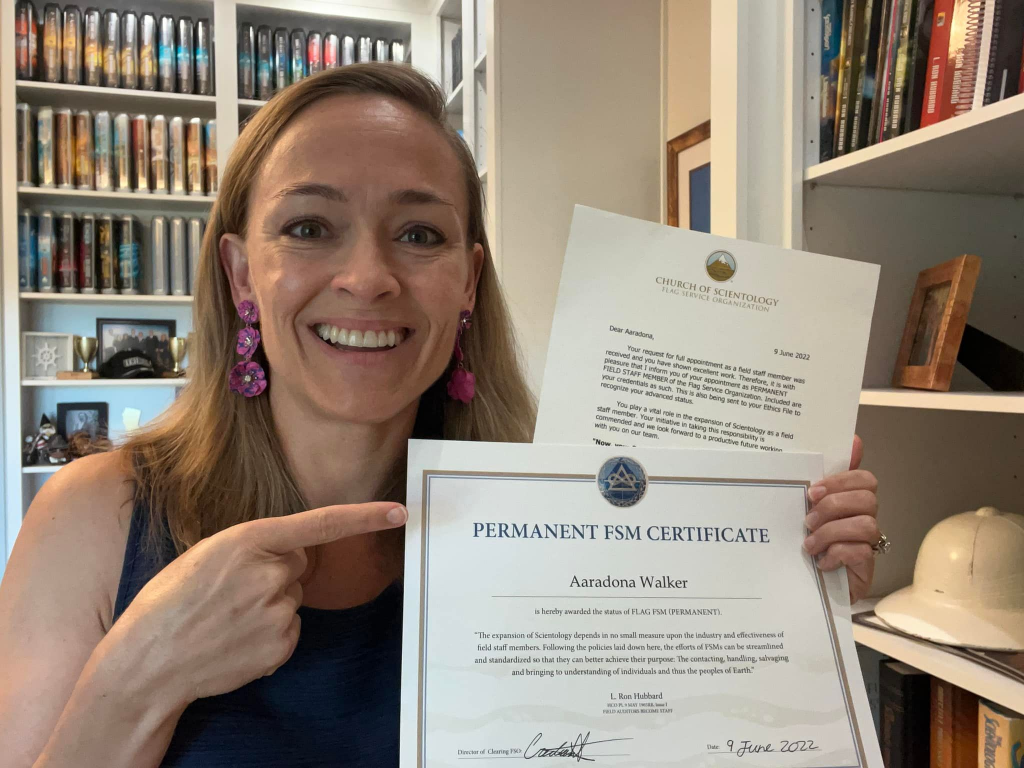 L. RON HUBBARD
CHURCH OF SCIENTOLOGY
FLAG SERVICE ORGANIZATION
9 June 2022
Dear Aaradona,
Your request for full appointment as a field staff member was
received and you have shown excellent work. Therefore, it is with
pleasure that I inform you of your appointment as PERMANENT
FIELD STAFF MEMBER of the Flag Service Organization. Included are
your credentials as such. This is also being sent to your Ethics File to
recognize your advanced status.
You play a vital role in the expansion of Scientology as a field
staff member. Your initiative in taking this responsibility is
commended and we look forward to a productive future working
with you on our team.
"Now,
PERMANENT FSM CERTIFICATE
Aaradona Walker
is hereby awarded the status of FLAG FSM (PERMANENT).
"The expansion of Scientology depends in no small measure upon the industry and effectiveness of
field staff members. Following the policies laid down here, the efforts of FSMs can be streamlined
and standardized so that they can better achieve their purpose: The contacting, handling, salvaging
and bringing to understanding of individuals and thus the peoples of Earth."
L. Ron Hubbard
HCO PL 9 MAY 1965RB, Issue I
FIELD AUDITORS BECOME STAFF
Director of Clearing FSO:
Date: 9 June 2022